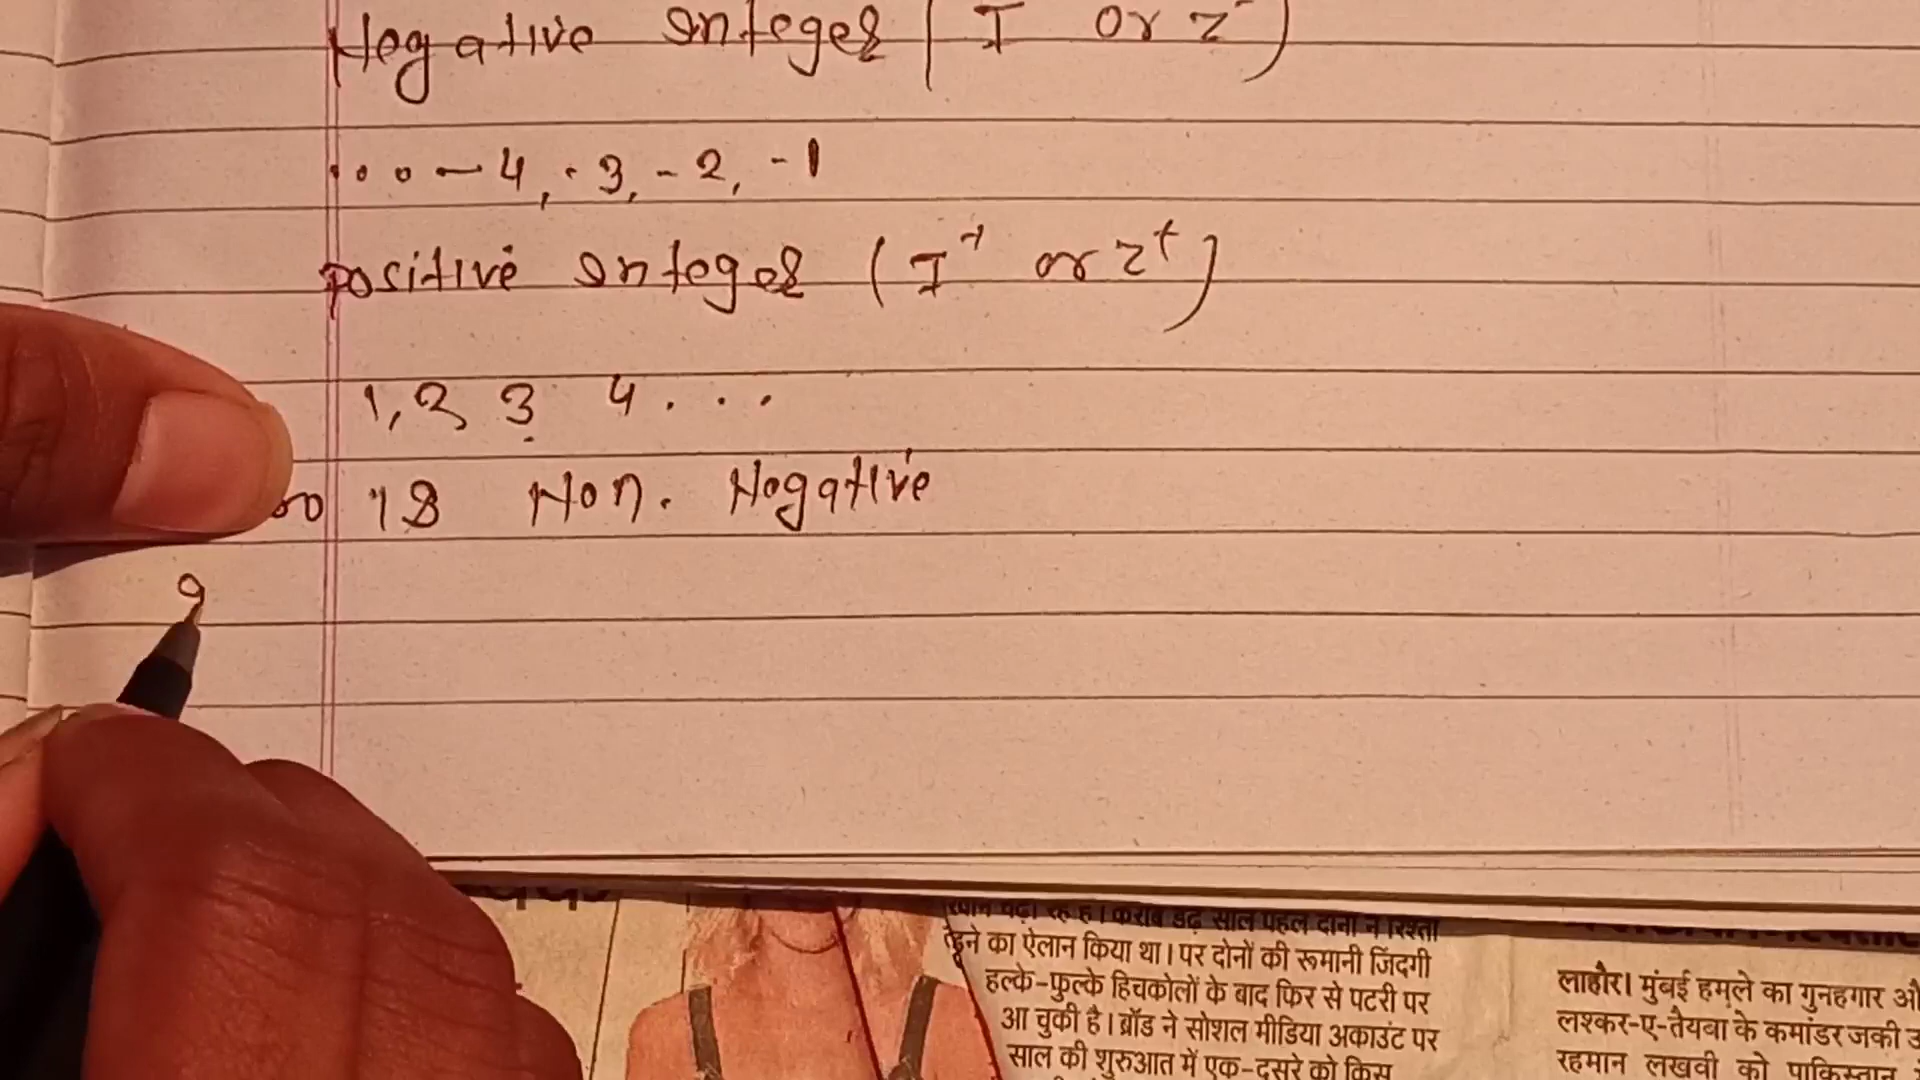 Negative Integer (I or Z⁻)
... -4, -3, -2, -1
positive Integer (I⁺ or Z⁺)
1, 2, 3 4 . . .
is Non. Negative
ने का ऐलान किया था। पर दोनों की रूमानी जिंदगी
हल्के-फुल्के हिचकोलों के बाद फिर से पटरी पर
आ चुकी है। ब्रॉड ने सोशल मीडिया अकाउंट पर
साल की शुरुआत में एक-दूसरे को किस
लाहौर। मुंबई हमले का गुनहगार
लश्कर-ए-तैयबा के कमांडर जकी
रहमान लखवी को पाकिस्तान